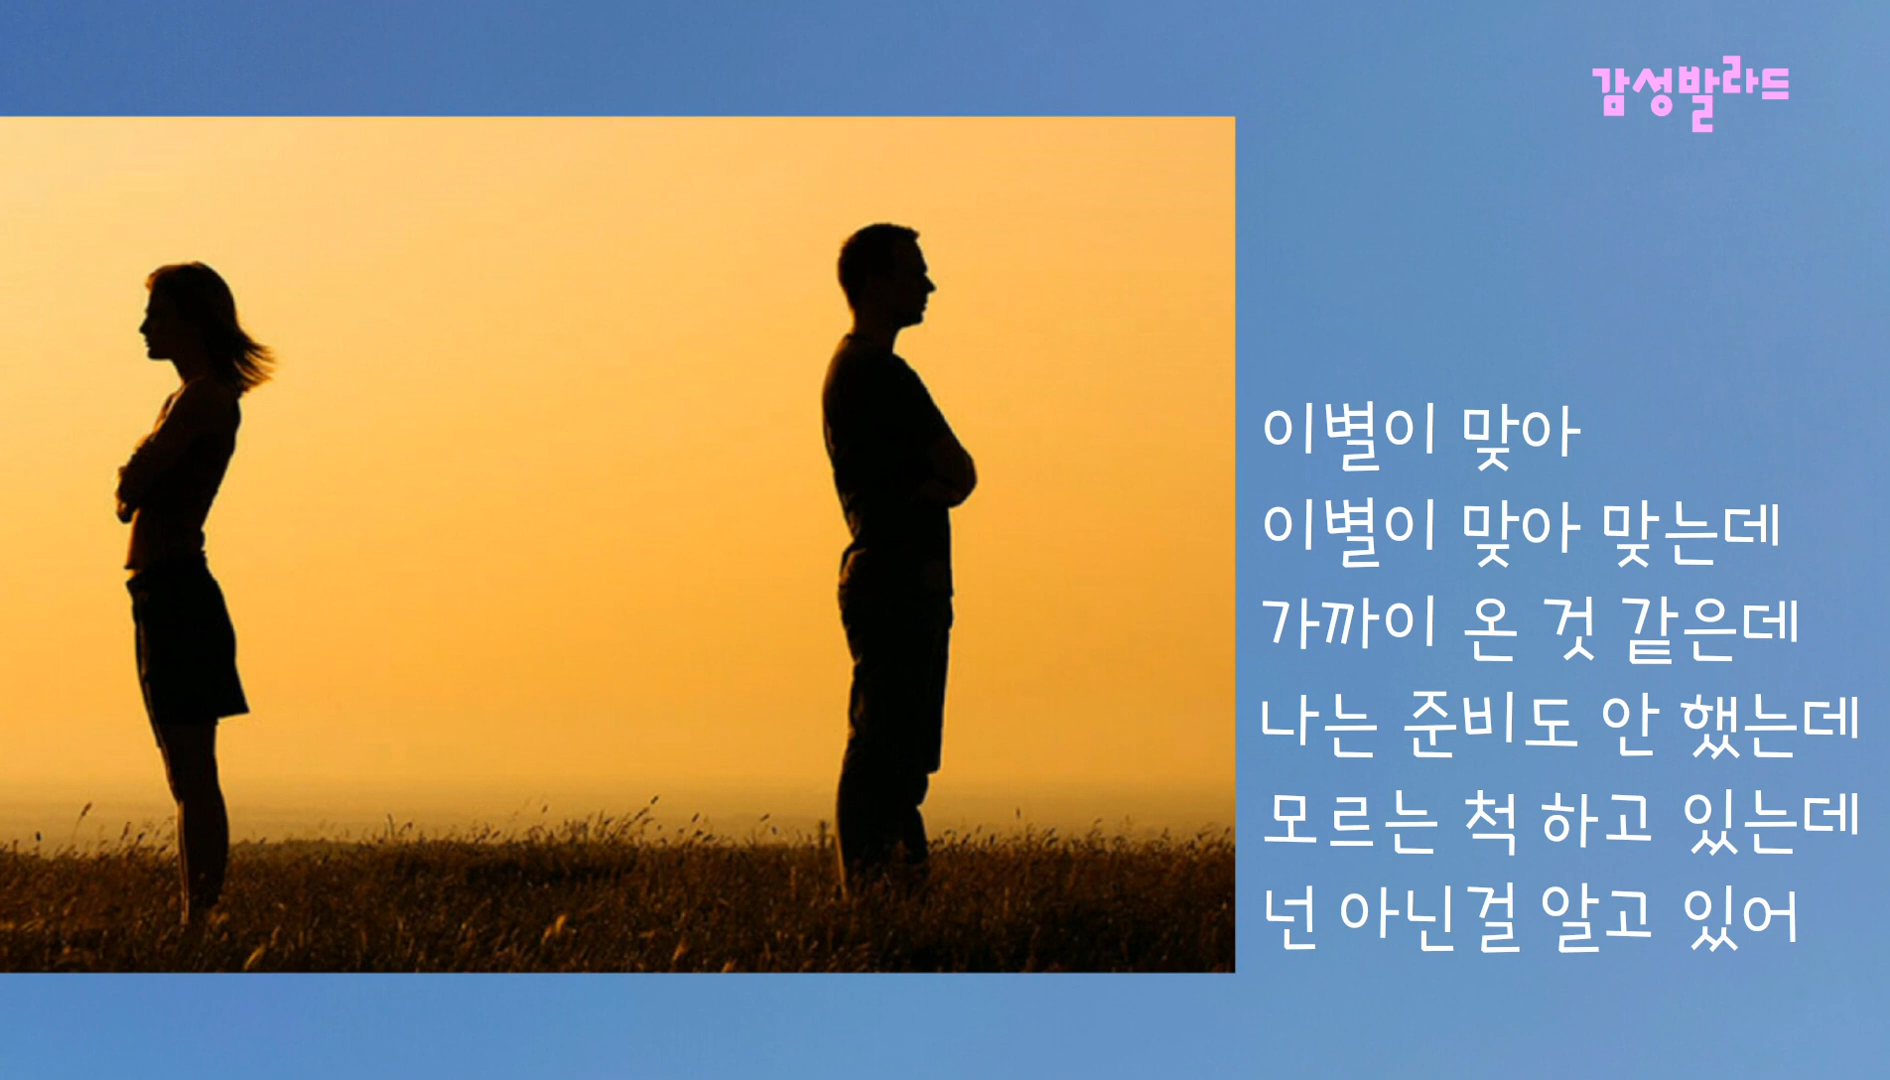 감성발라드
이별이 맞아
이별이 맞아 맞는데
가까이 온 것 같은데
나는 준비도 안 했는데
모르는 척 하고 있는데
넌 아닌걸 알고 있어